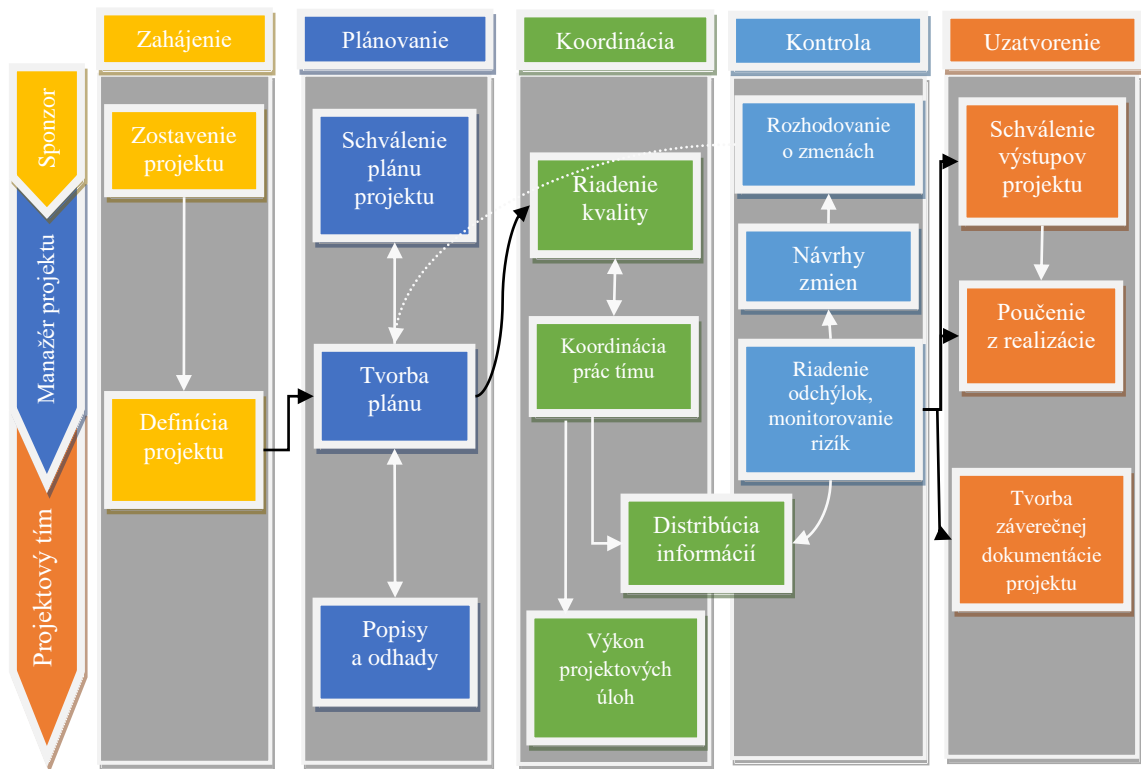 Zahájenie
Plánovanie
Koordinácia
Kontrola
Uzatvorenie
Sponzor
Manažér projektu
Projektový tím
Zostavenie
projektu
Definícia
projektu
Schválenie
plánu
projektu
Tvorba
plánu
Popisy
a odhady
Riadenie
kvality
Koordinácia
prác tímu
Distribúcia
informácií
Výkon
projektových
úloh
Rozhodovanie
o zmenách
Návrhy
zmien
Riadenie
odchýlok,
monitorovanie
rizík
Schválenie
výstupov
projektu
Poučenie
z realizácie
Tvorba
záverečnej
dokumentácie
projektu